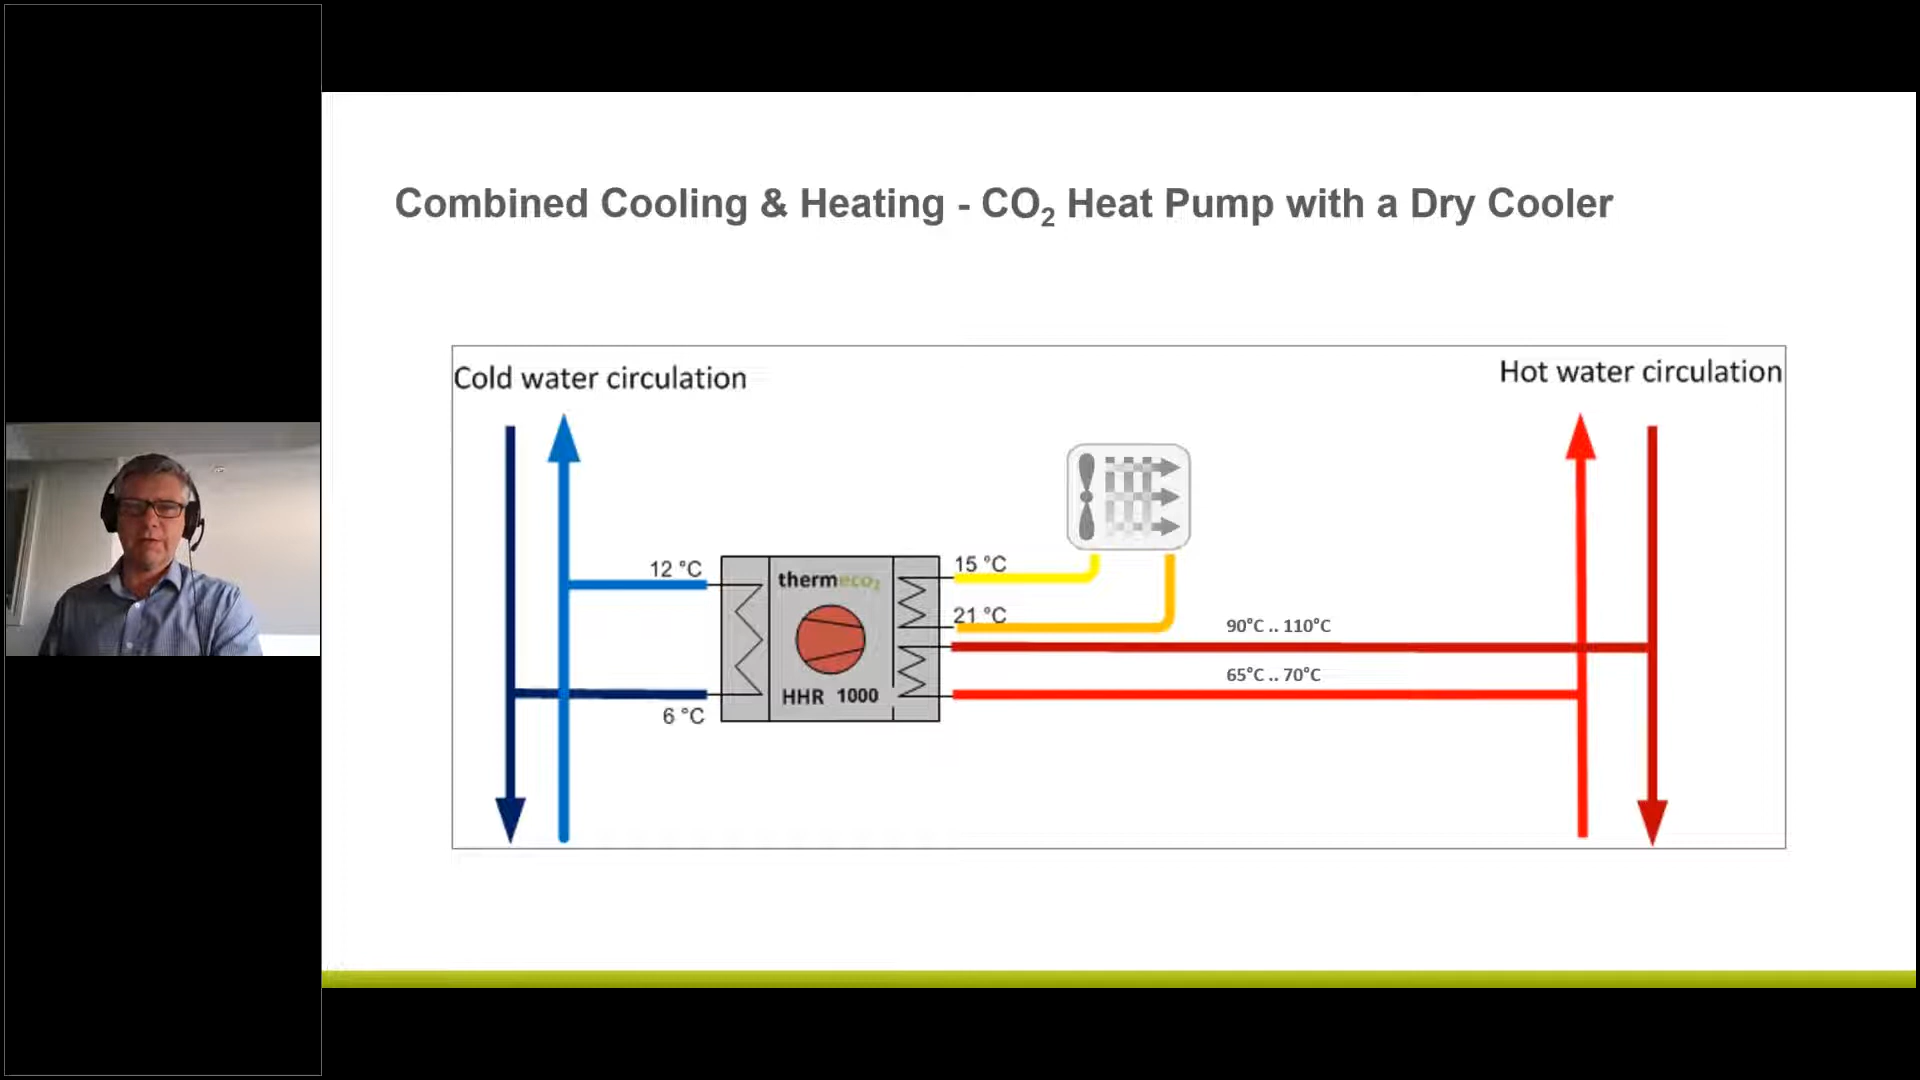 Combined Cooling & Heating - CO₂ Heat Pump with a Dry Cooler
Cold water circulation
Hot water circulation
12 °C
thermeco₂
15 °C
21 °C
90°C .. 110°C
65°C .. 70°C
HHR 1000
6 °C